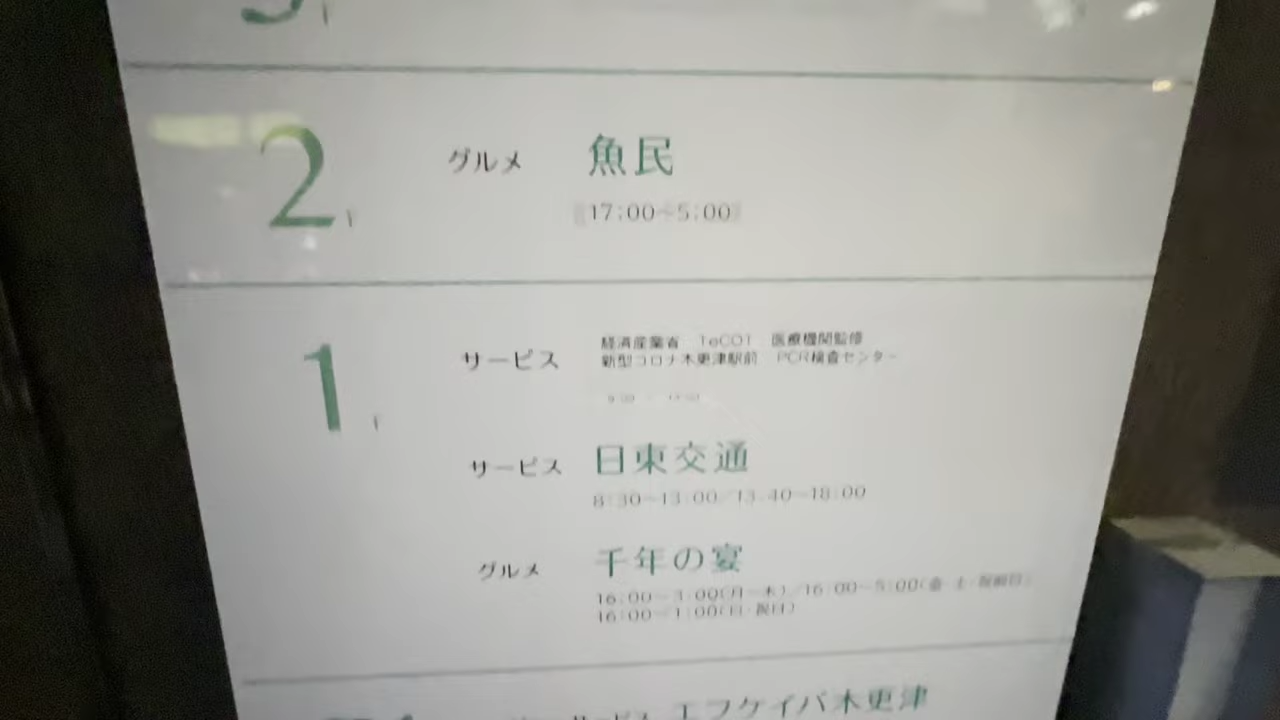 2
グルメ 魚民
17:00~5:00
1
サービス 経済産業省 TeCOT 医療機関監修
新型コロナ木更津駅前 PCR検査センター
サービス 日東交通
8:30~13:00/13:40~18:00
グルメ 千年の宴
16:00~3:00(月~木)/16:00~5:00(金・土・祝前日)
16:00~1:00(日・祝日)
サービス エフケイバ木更津